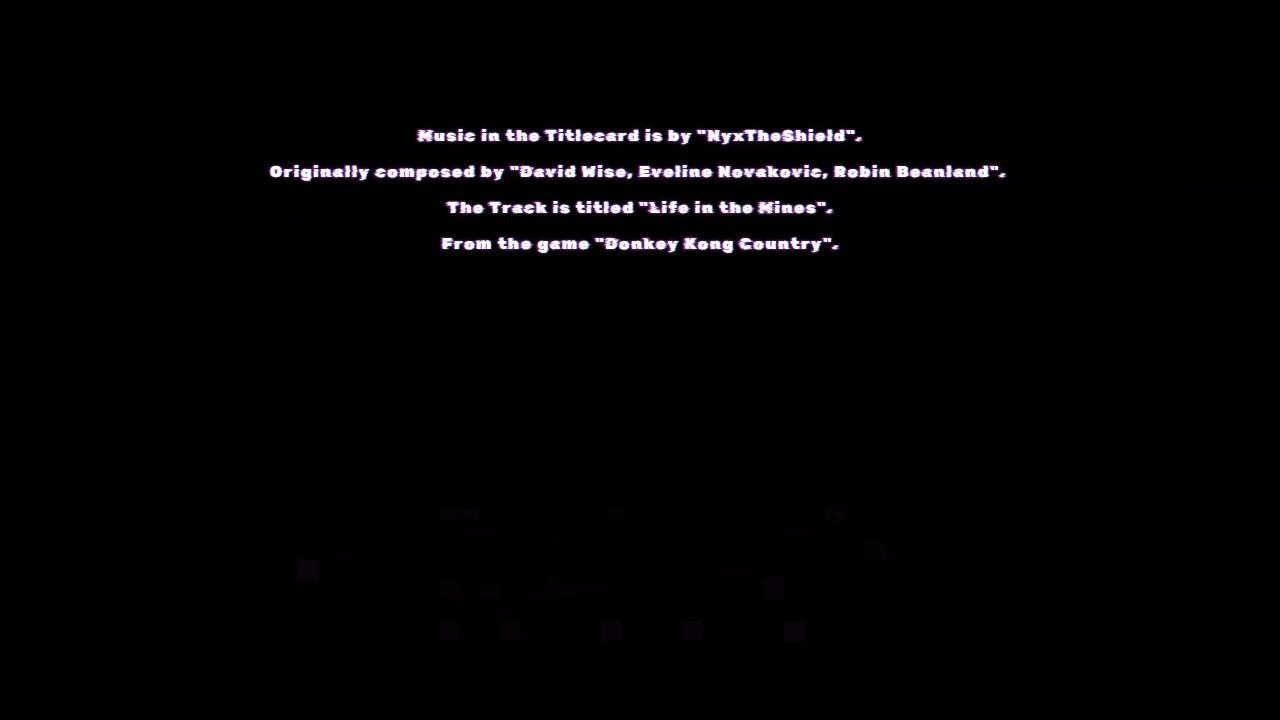 Music in the Titlecard is by "NyxTheShield".
Originally composed by "David Wise, Eveline Novakovic, Robin Beanland".
The Track is titled "Life in the Mines".
From the game "Donkey Kong Country".